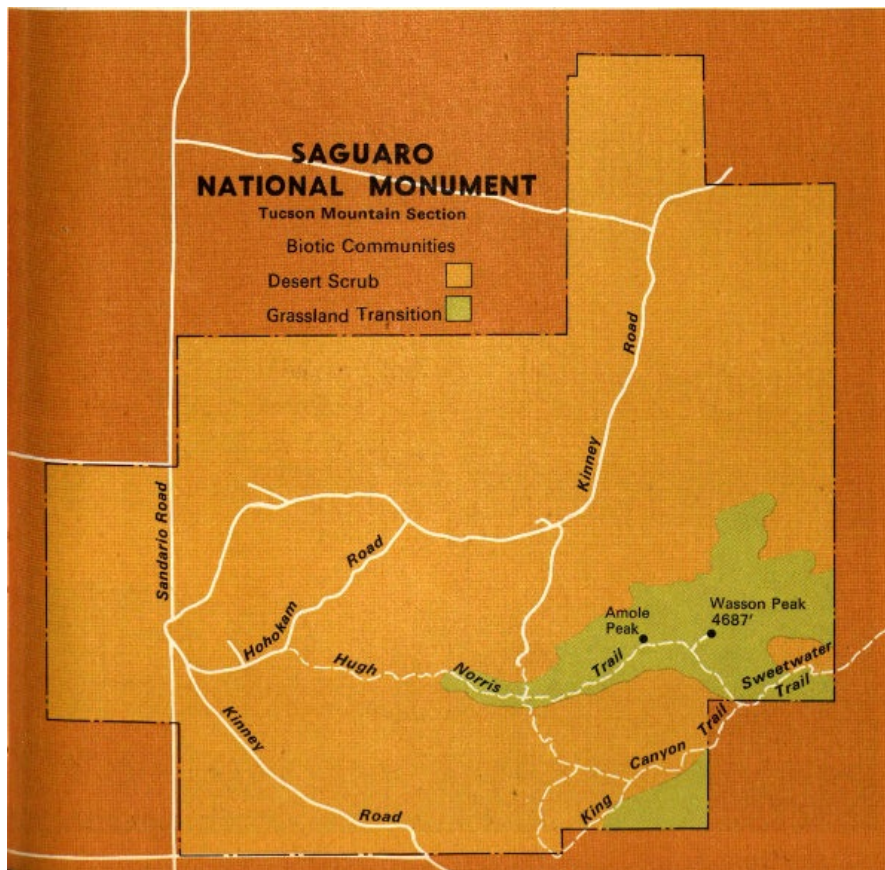 SAGUARO
NATIONAL MONUMENT
Tucson Mountain Section
Biotic Communities
Desert Scrub
Grassland Transition
Road
Kinney
Sandario Road
Hohokam Road
Amole
Peak
Wasson Peak
4687'
Hugh Norris Trail
Sweetwater
Trail
Kinney Road
King Canyon Trail